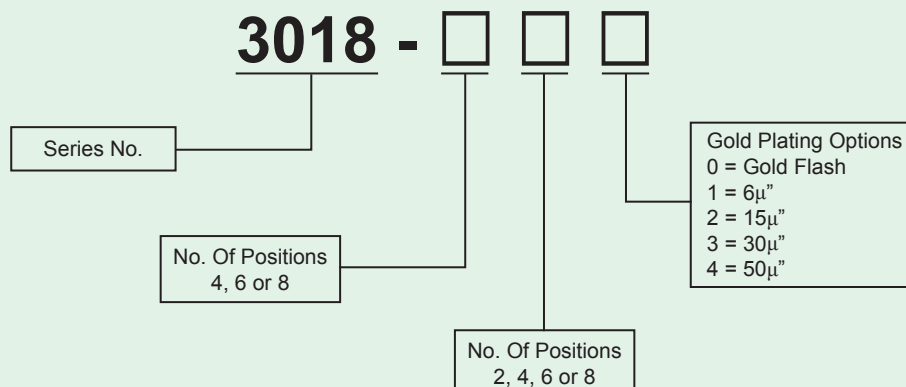 3018 - □ □ □
Series No.
Gold Plating Options
0 = Gold Flash
1 = 6μ”
2 = 15μ”
3 = 30μ”
4 = 50μ”
No. Of Positions
4, 6 or 8
No. Of Positions
2, 4, 6 or 8